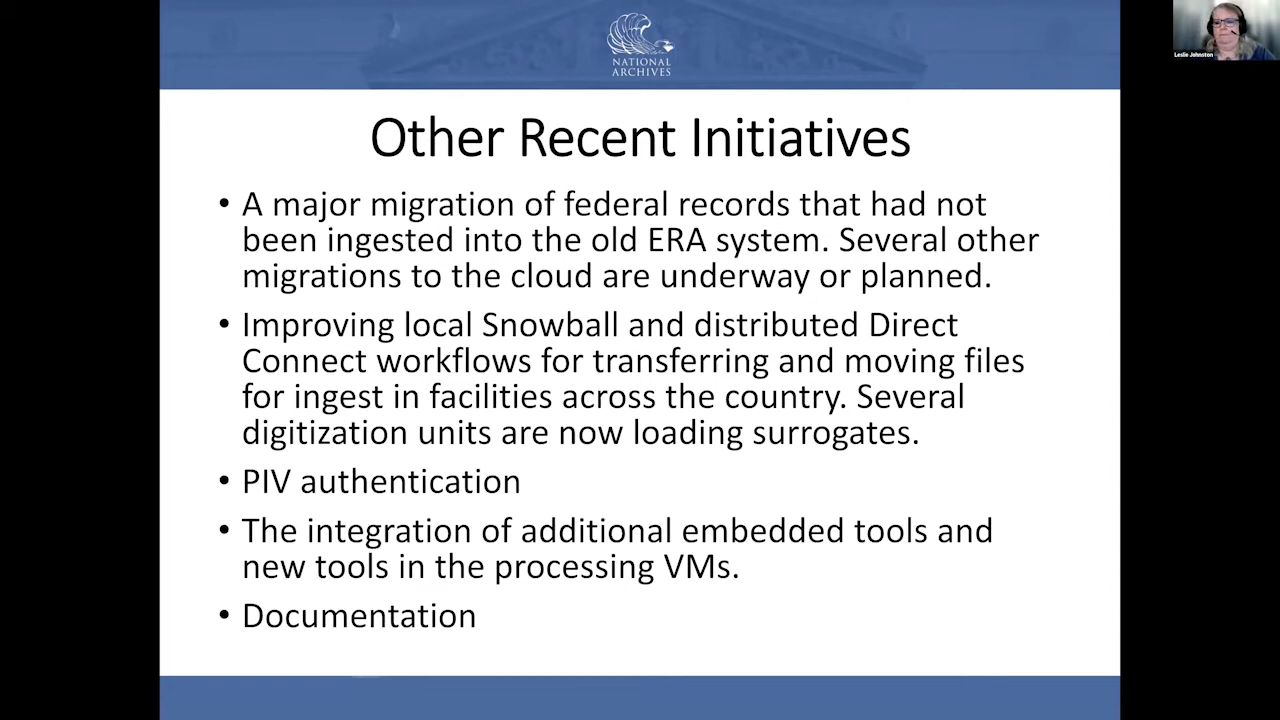 NATIONAL
ARCHIVES
Leslie Johnston
Other Recent Initiatives
• A major migration of federal records that had not
been ingested into the old ERA system. Several other
migrations to the cloud are underway or planned.
• Improving local Snowball and distributed Direct
Connect workflows for transferring and moving files
for ingest in facilities across the country. Several
digitization units are now loading surrogates.
• PIV authentication
• The integration of additional embedded tools and
new tools in the processing VMs.
• Documentation